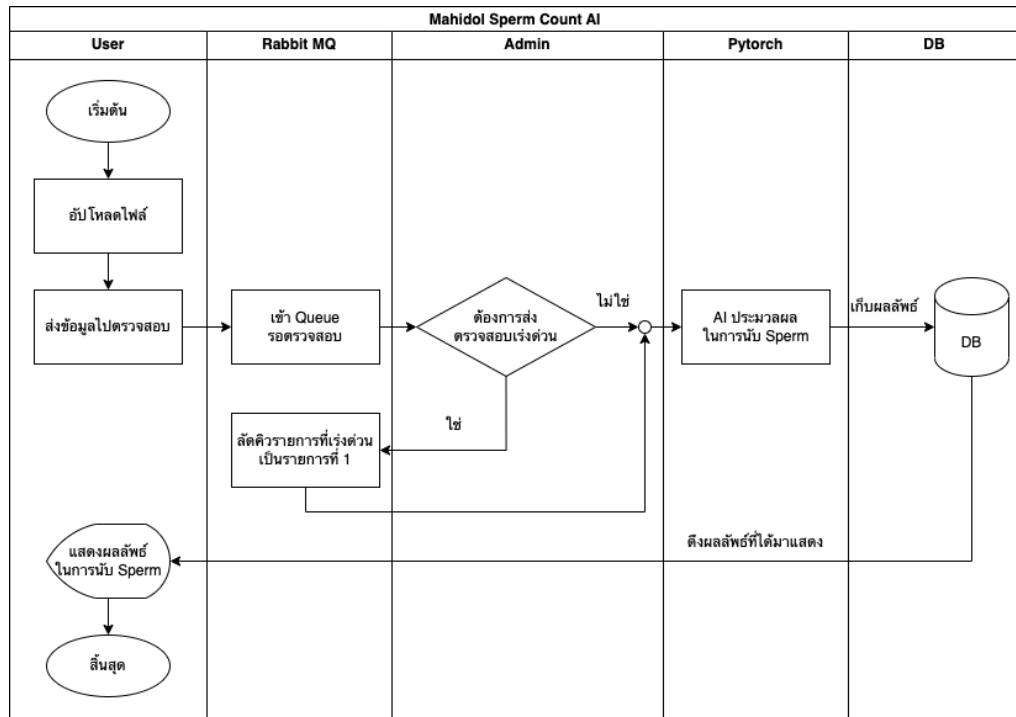 Mahidol Sperm Count AI
User
Rabbit MQ
Admin
Pytorch
DB
เริ่มต้น
อัปโหลดไฟล์
ส่งข้อมูลไปตรวจสอบ
เข้า Queue
รอตรวจสอบ
ต้องการส่ง
ตรวจสอบเร่งด่วน
ไม่ใช่
AI ประมวลผล
ในการนับ Sperm
เก็บผลลัพธ์
DB
ใช่
ลัดคิวรายการที่เร่งด่วน
เป็นรายการที่ 1
ดึงผลลัพธ์ที่ได้มาแสดง
แสดงผลลัพธ์
ในการนับ Sperm
สิ้นสุด